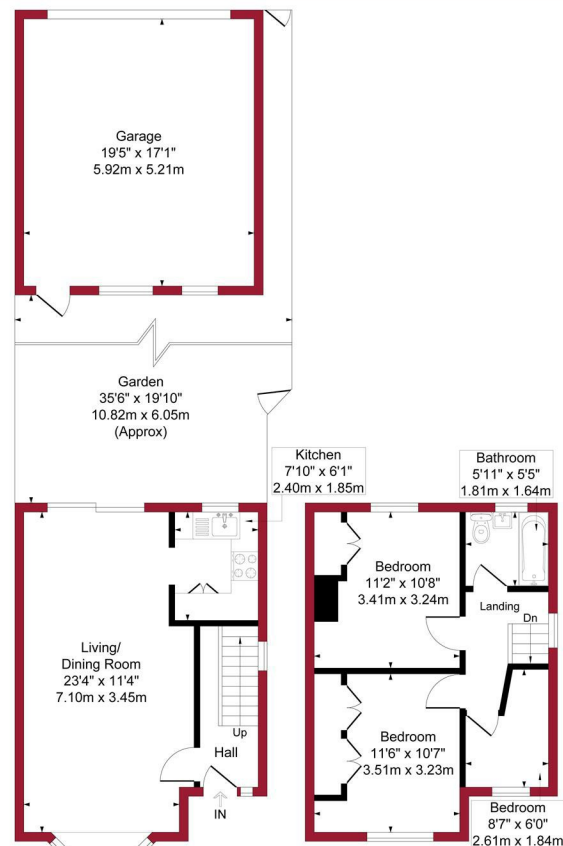 Garage
19'5" x 17'1"
5.92m x 5.21m
Garden
35'6" x 19'10"
10.82m x 6.05m
(Approx)
Kitchen
7'10" x 6'1"
2.40m x 1.85m
Living/
Dining Room
23'4" x 11'4"
7.10m x 3.45m
Up
Hall
IN
Bathroom
5'11" x 5'5"
1.81m x 1.64m
Bedroom
11'2" x 10'8"
3.41m x 3.24m
Landing
Dn
Bedroom
11'6" x 10'7"
3.51m x 3.23m
Bedroom
8'7" x 6'0"
2.61m x 1.84m